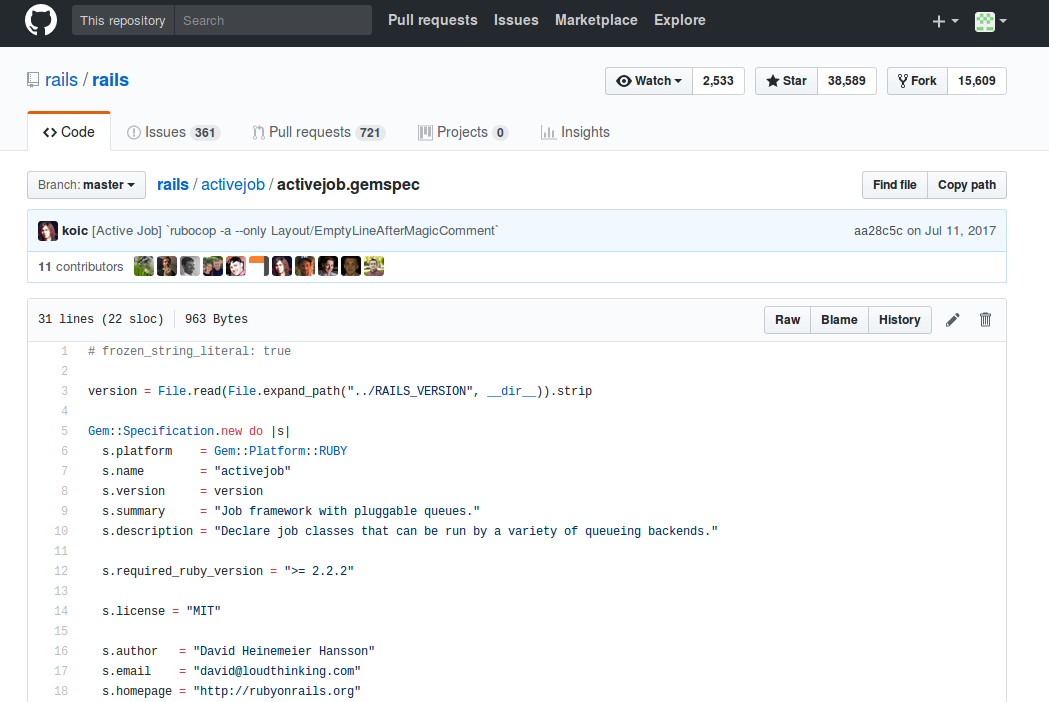 This repository Search Pull requests Issues Marketplace Explore
rails / rails Watch 2,533 Star 38,589 Fork 15,609
Code Issues 361 Pull requests 721 Projects 0 Insights
Branch: master rails / activejob / activejob.gemspec Find file Copy path
koic [Active Job] `rubocop -a --only Layout/EmptyLineAfterMagicComment` aa28c5c on Jul 11, 2017
11 contributors
31 lines (22 sloc) 963 Bytes Raw Blame History
1 # frozen_string_literal: true
2
3 version = File.read(File.expand_path("../RAILS_VERSION", __dir__)).strip
4
5 Gem::Specification.new do |s|
6   s.platform    = Gem::Platform::RUBY
7   s.name        = "activejob"
8   s.version     = version
9   s.summary     = "Job framework with pluggable queues."
10   s.description = "Declare job classes that can be run by a variety of queueing backends."
11
12   s.required_ruby_version = ">= 2.2.2"
13
14   s.license = "MIT"
15
16   s.author   = "David Heinemeier Hansson"
17   s.email    = "david@loudthinking.com"
18   s.homepage = "http://rubyonrails.org"